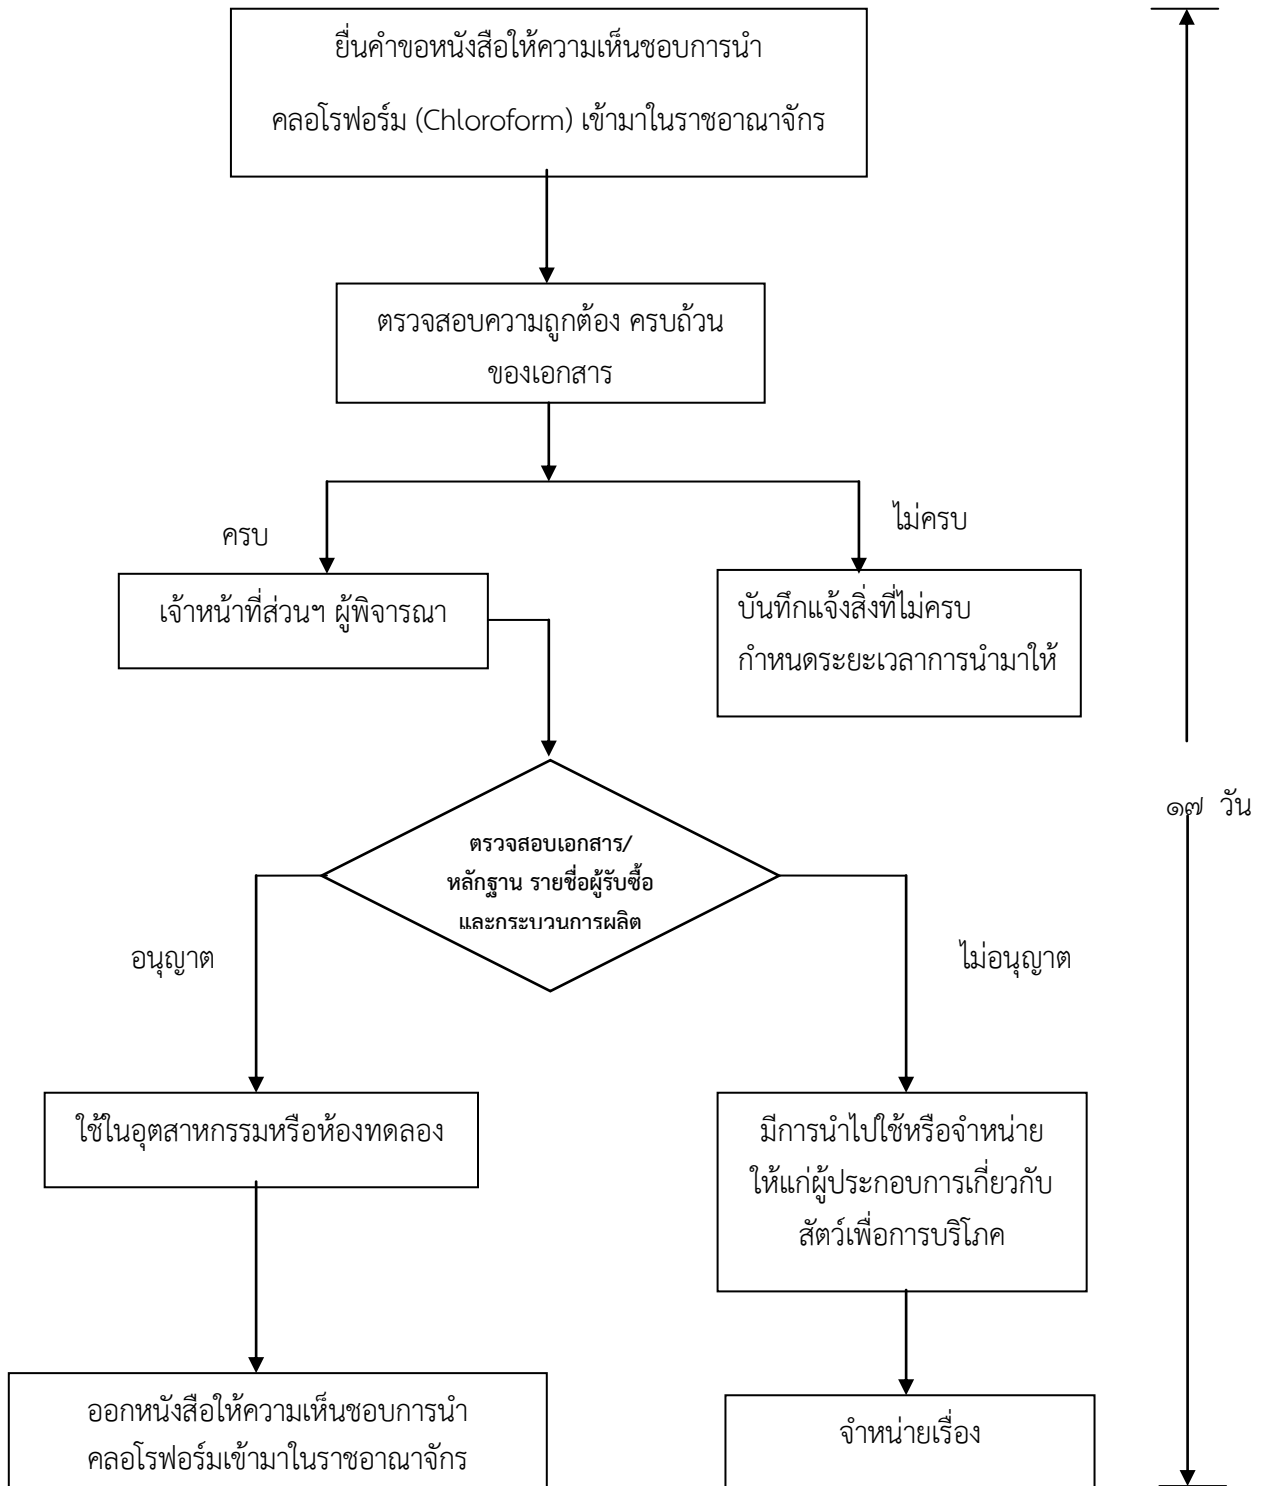 ยื่นคำขอหนังสือให้ความเห็นชอบการนำ
คลอโรฟอร์ม (Chloroform) เข้ามาในราชอาณาจักร
ตรวจสอบความถูกต้อง ครบถ้วน
ของเอกสาร
ครบ
ไม่ครบ
เจ้าหน้าที่ส่วนฯ ผู้พิจารณา
บันทึกแจ้งสิ่งที่ไม่ครบ
กำหนดระยะเวลาการนำมาให้
๑๗ วัน
ตรวจสอบเอกสาร/
หลักฐาน รายชื่อผู้รับซื้อ
และกระบวนการผลิต
อนุญาต
ไม่อนุญาต
ใช้ในอุตสาหกรรมหรือห้องทดลอง
มีการนำไปใช้หรือจำหน่าย
ให้แก่ผู้ประกอบการเกี่ยวกับ
สัตว์เพื่อการบริโภค
ออกหนังสือให้ความเห็นชอบการนำ
คลอโรฟอร์มเข้ามาในราชอาณาจักร
จำหน่ายเรื่อง